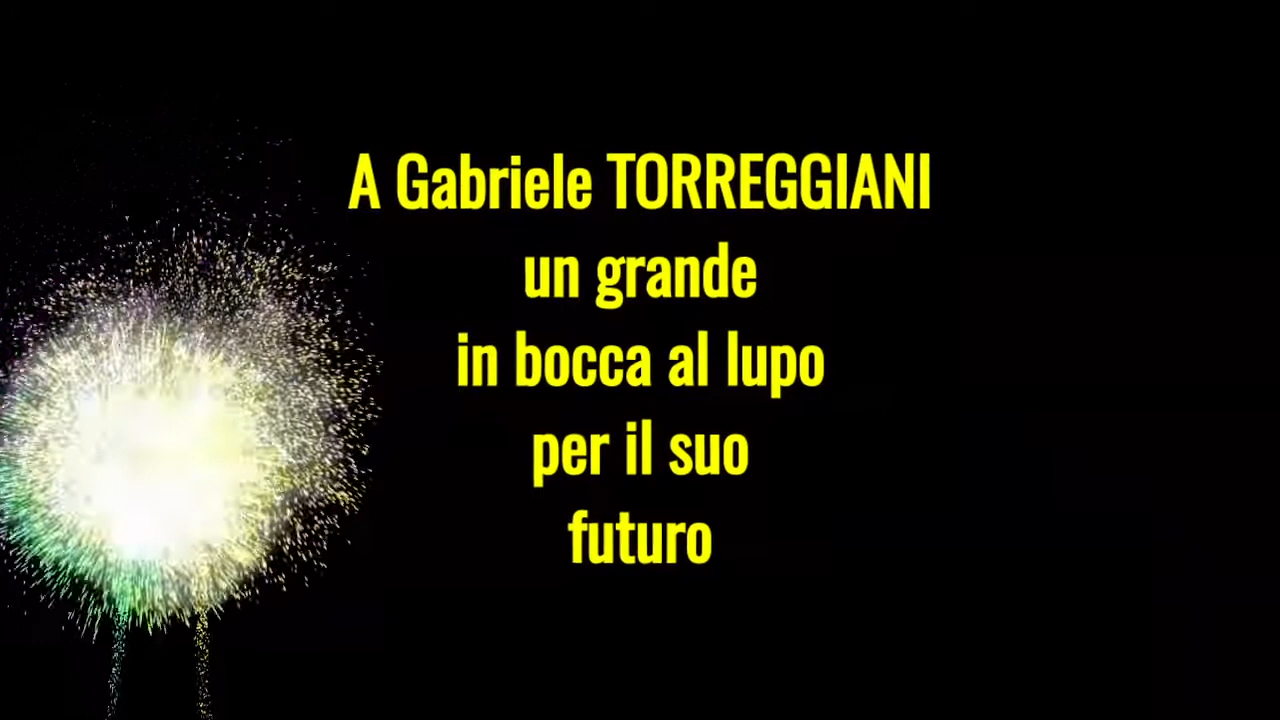 A Gabriele TORREGGIANI
un grande
in bocca al lupo
per il suo
futuro